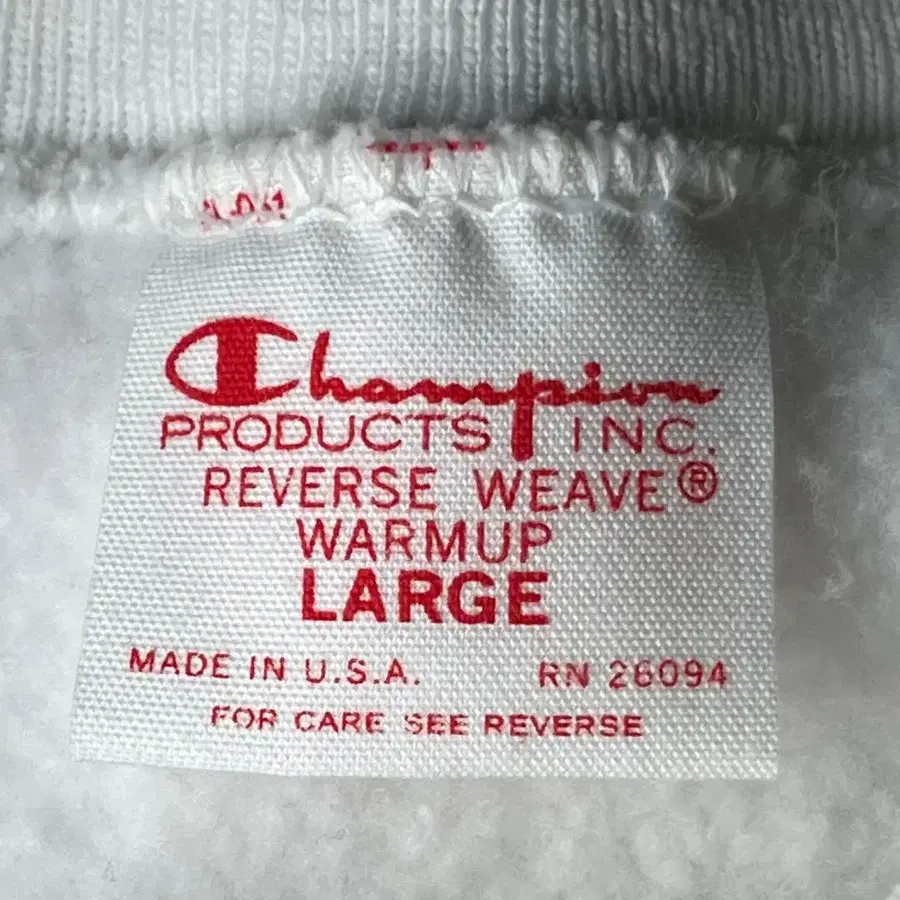 Champion
PRODUCTS INC.
REVERSE WEAVE®
WARMUP
LARGE
MADE IN U.S.A. RN 26094
FOR CARE SEE REVERSE